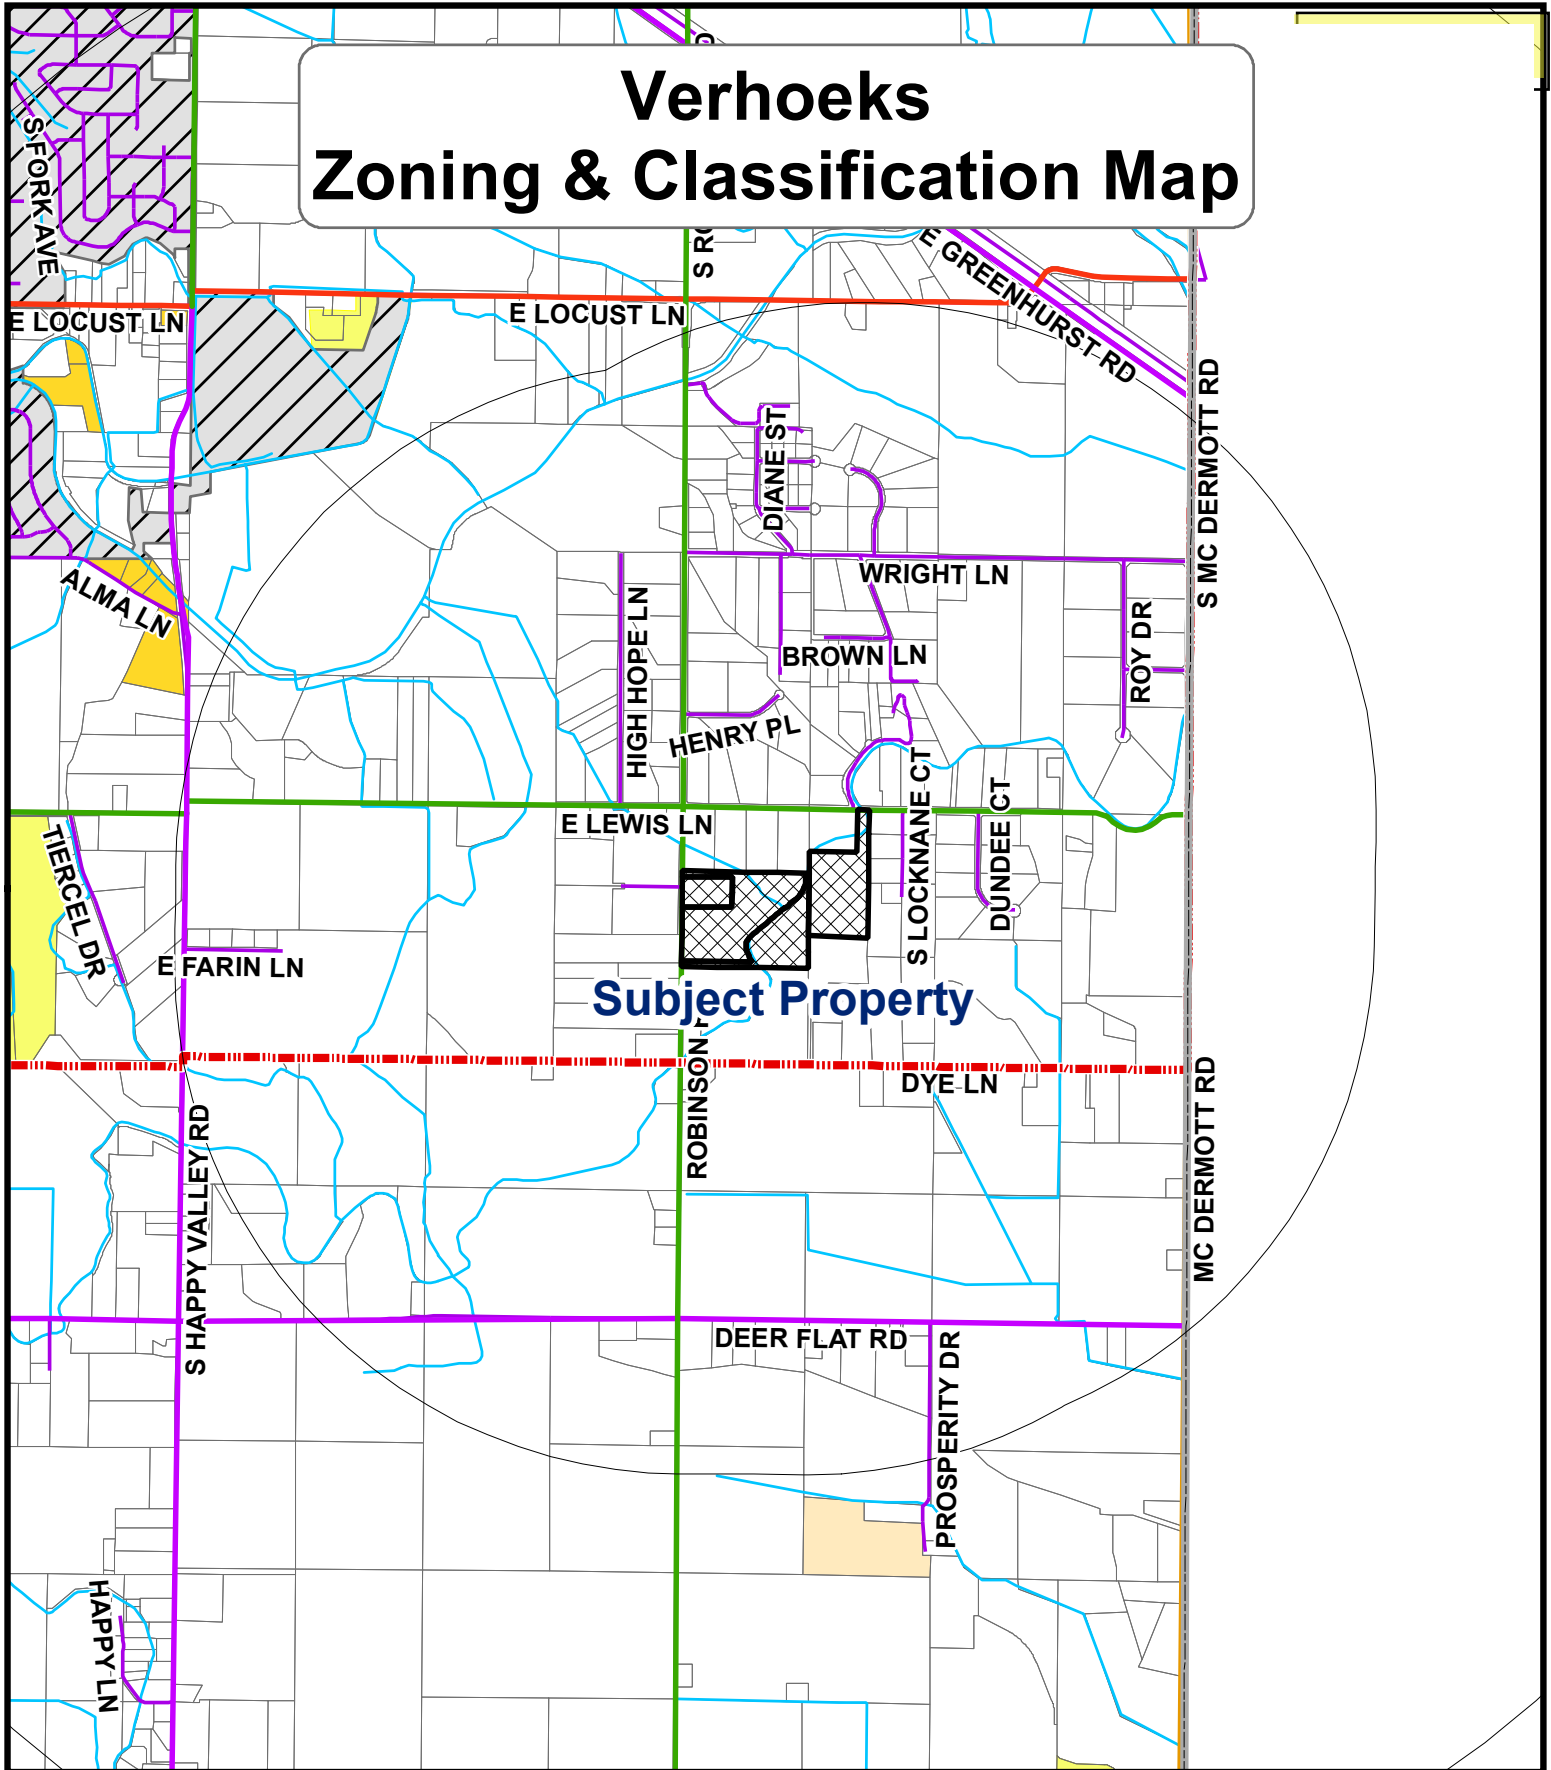 Verhoeks
Zoning & Classification Map
S FORK AVE
E LOCUST LN
E LOCUST LN
E GREENHURST RD
S MC DERMOTT RD
DIANE ST
WRIGHT LN
ALMA LN
HIGH HOPE LN
BROWN LN
ROY DR
HENRY PL
S LOCKNANE CT
DUNDEE CT
E LEWIS LN
TIERCEL DR
E FARIN LN
Subject Property
ROBINSON
DYE LN
MC DERMOTT RD
S HAPPY VALLEY RD
DEER FLAT RD
PROSPERITY DR
HAPPY LN